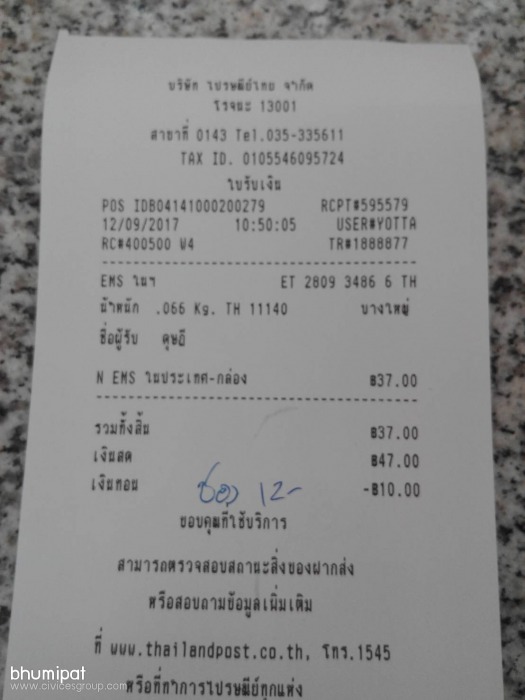 บริษัท ไปรษณีย์ไทย จำกัด
โรจนะ 13001
สาขาที่ 0143 Tel.035-335611
TAX ID. 0105546095724
ใบรับเงิน
POS IDB04141000200279 RCPT#595579
12/09/2017 10:50:05 USER#YOTTA
RC#400500 W4 TR#1888877
EMS ในฯ ET 2809 3486 6 TH
น้ำหนัก .066 Kg. TH 11140 บางใหญ่
ชื่อผู้รับ ดุษฎี
N EMS ในประเทศ-กล่อง ฿37.00
รวมทั้งสิ้น ฿37.00
เงินสด ฿47.00
เงินทอน -฿10.00
ซอง 12-
ขอบคุณที่ใช้บริการ
สามารถตรวจสอบสถานะสิ่งของฝากส่ง
หรือสอบถามข้อมูลเพิ่มเติม
ที่ www.thailandpost.co.th, โทร.1545
หรือที่ทำการไปรษณีย์ทุกแห่ง
bhumipat
www.civicesgroup.com